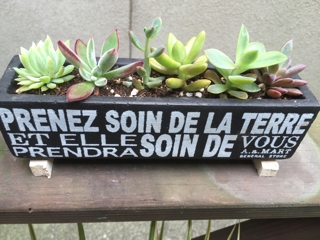 PRENEZ SOIN DE LA TERRE
ET ELLE PRENDRA SOIN DE VOUS
A.a. MART
GENERAL STORE